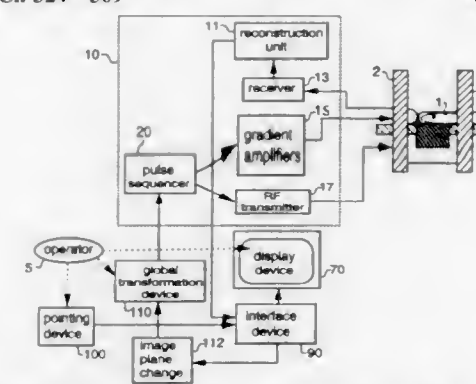 11
reconstruction
unit
10
2
receiver
13
1
15
gradient
amplifiers
20
pulse
sequencer
RF
transmitter
17
operator
5
display
device
70
global
transformation
device
110
pointing
device
100
interface
device
90
112
image
plane
change